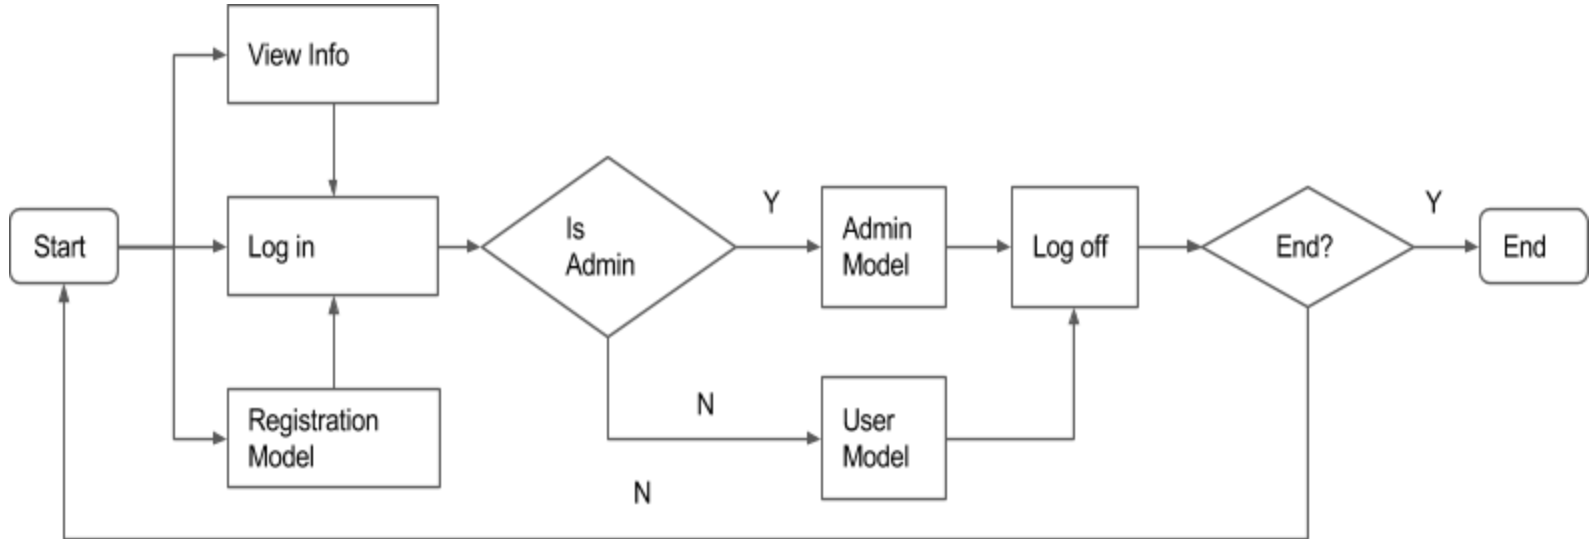 View Info
Start
Log in
Is
Admin
Y
Admin
Model
Log off
End?
Y
End
Registration
Model
N
User
Model
N